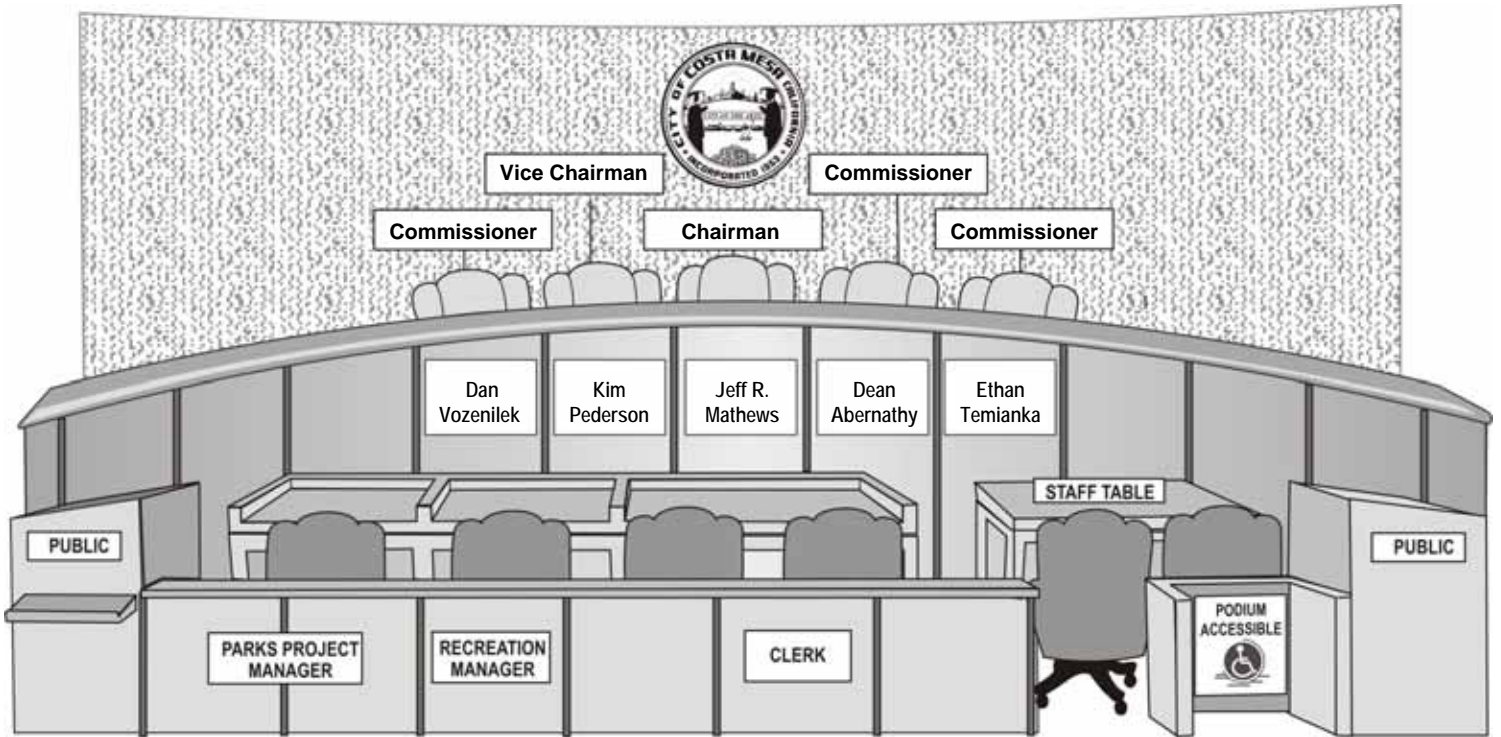 CITY OF COSTA MESA CALIFORNIA
INCORPORATED 1953
Vice Chairman
Commissioner
Commissioner
Chairman
Commissioner
Dan
Vozenilek
Kim
Pederson
Jeff R.
Mathews
Dean
Abernathy
Ethan
Temianka
STAFF TABLE
PUBLIC
PUBLIC
PARKS PROJECT
MANAGER
RECREATION
MANAGER
CLERK
PODIUM
ACCESSIBLE